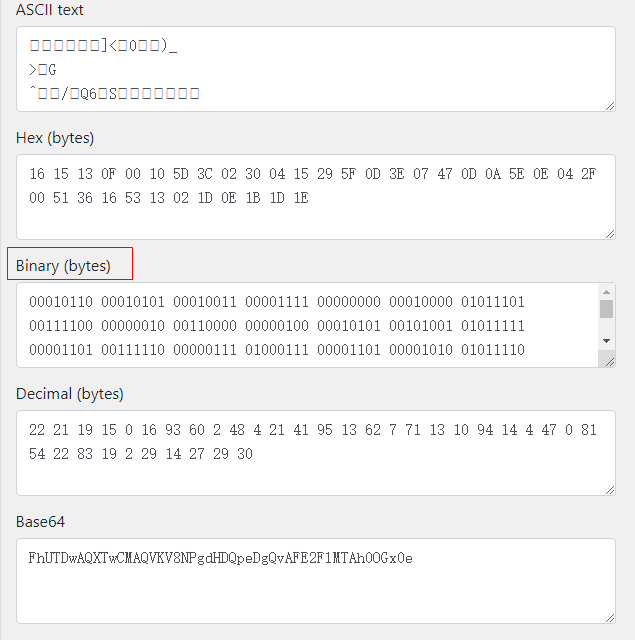 ASCII text
□□□□□□]<□0□□)_
>□G
^□□/□Q6□S□□□□□□□
Hex (bytes)
16 15 13 0F 00 10 5D 3C 02 30 04 15 29 5F 0D 3E 07 47 0D 0A 5E 0E 04 2F
00 51 36 16 53 13 02 1D 0E 1B 1D 1E
Binary (bytes)
00010110 00010101 00010011 00001111 00000000 00010000 01011101
00111100 00000010 00110000 00000100 00010101 00101001 01011111
00001101 00111110 00000111 01000111 00001101 00001010 01011110
Decimal (bytes)
22 21 19 15 0 16 93 60 2 48 4 21 41 95 13 62 7 71 13 10 94 14 4 47 0 81
54 22 83 19 2 29 14 27 29 30
Base64
FhUTDwAQXTwCMAQVKV8NPgdHDQpeDgQvAFE2FlMTAh0OGx0e